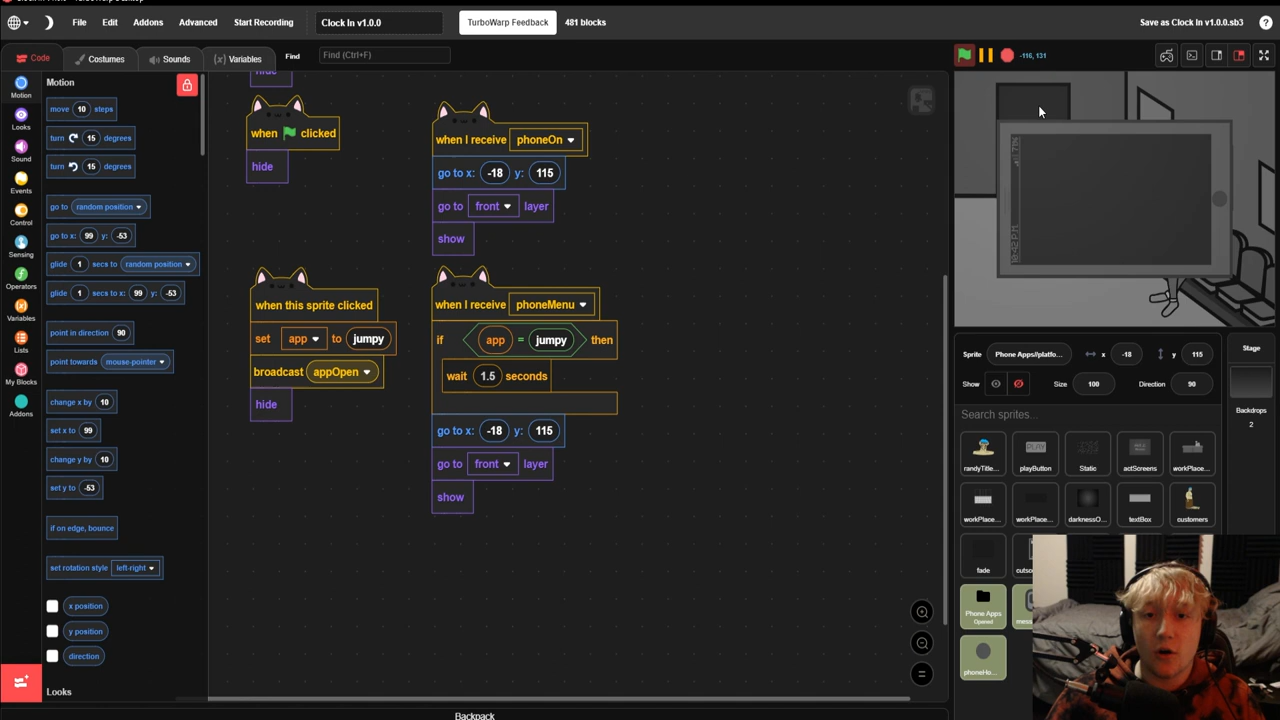 File Edit Addons Advanced Start Recording Clock In v1.0.0 TurboWarp Feedback 481 blocks Save as Clock In v1.0.0.sb3 ?
Code Costumes Sounds (x) Variables Find Find (Ctrl+F) -116, 131
Motion
Motion
Looks
Sound
Events
Control
Sensing
Operators
Variables
Lists
My Blocks
Addons
move 10 steps
turn 15 degrees
turn 15 degrees
go to random position
go to x: 99 y: -53
glide 1 secs to random position
glide 1 secs to x: 99 y: -53
point in direction 90
point towards mouse-pointer
change x by 10
set x to 99
change y by 10
set y to -53
if on edge, bounce
set rotation style left-right
x position
y position
direction
Looks
hide
when clicked
hide
when I receive phoneOn
go to x: -18 y: 115
go to front layer
show
when this sprite clicked
set app to jumpy
broadcast appOpen
hide
when I receive phoneMenu
if app = jumpy then
wait 1.5 seconds
go to x: -18 y: 115
go to front layer
show
Backpack
Sprite Phone Apps//platfo... x -18 y 115
Show Size 100 Direction 90
Search sprites...
Stage
Backdrops
2
randyTitle... playButton Static actScreens workPlace...
workPlace... workPlace... darknessO... textBox customers
fade
Phone Apps
Opened
phoneHo...